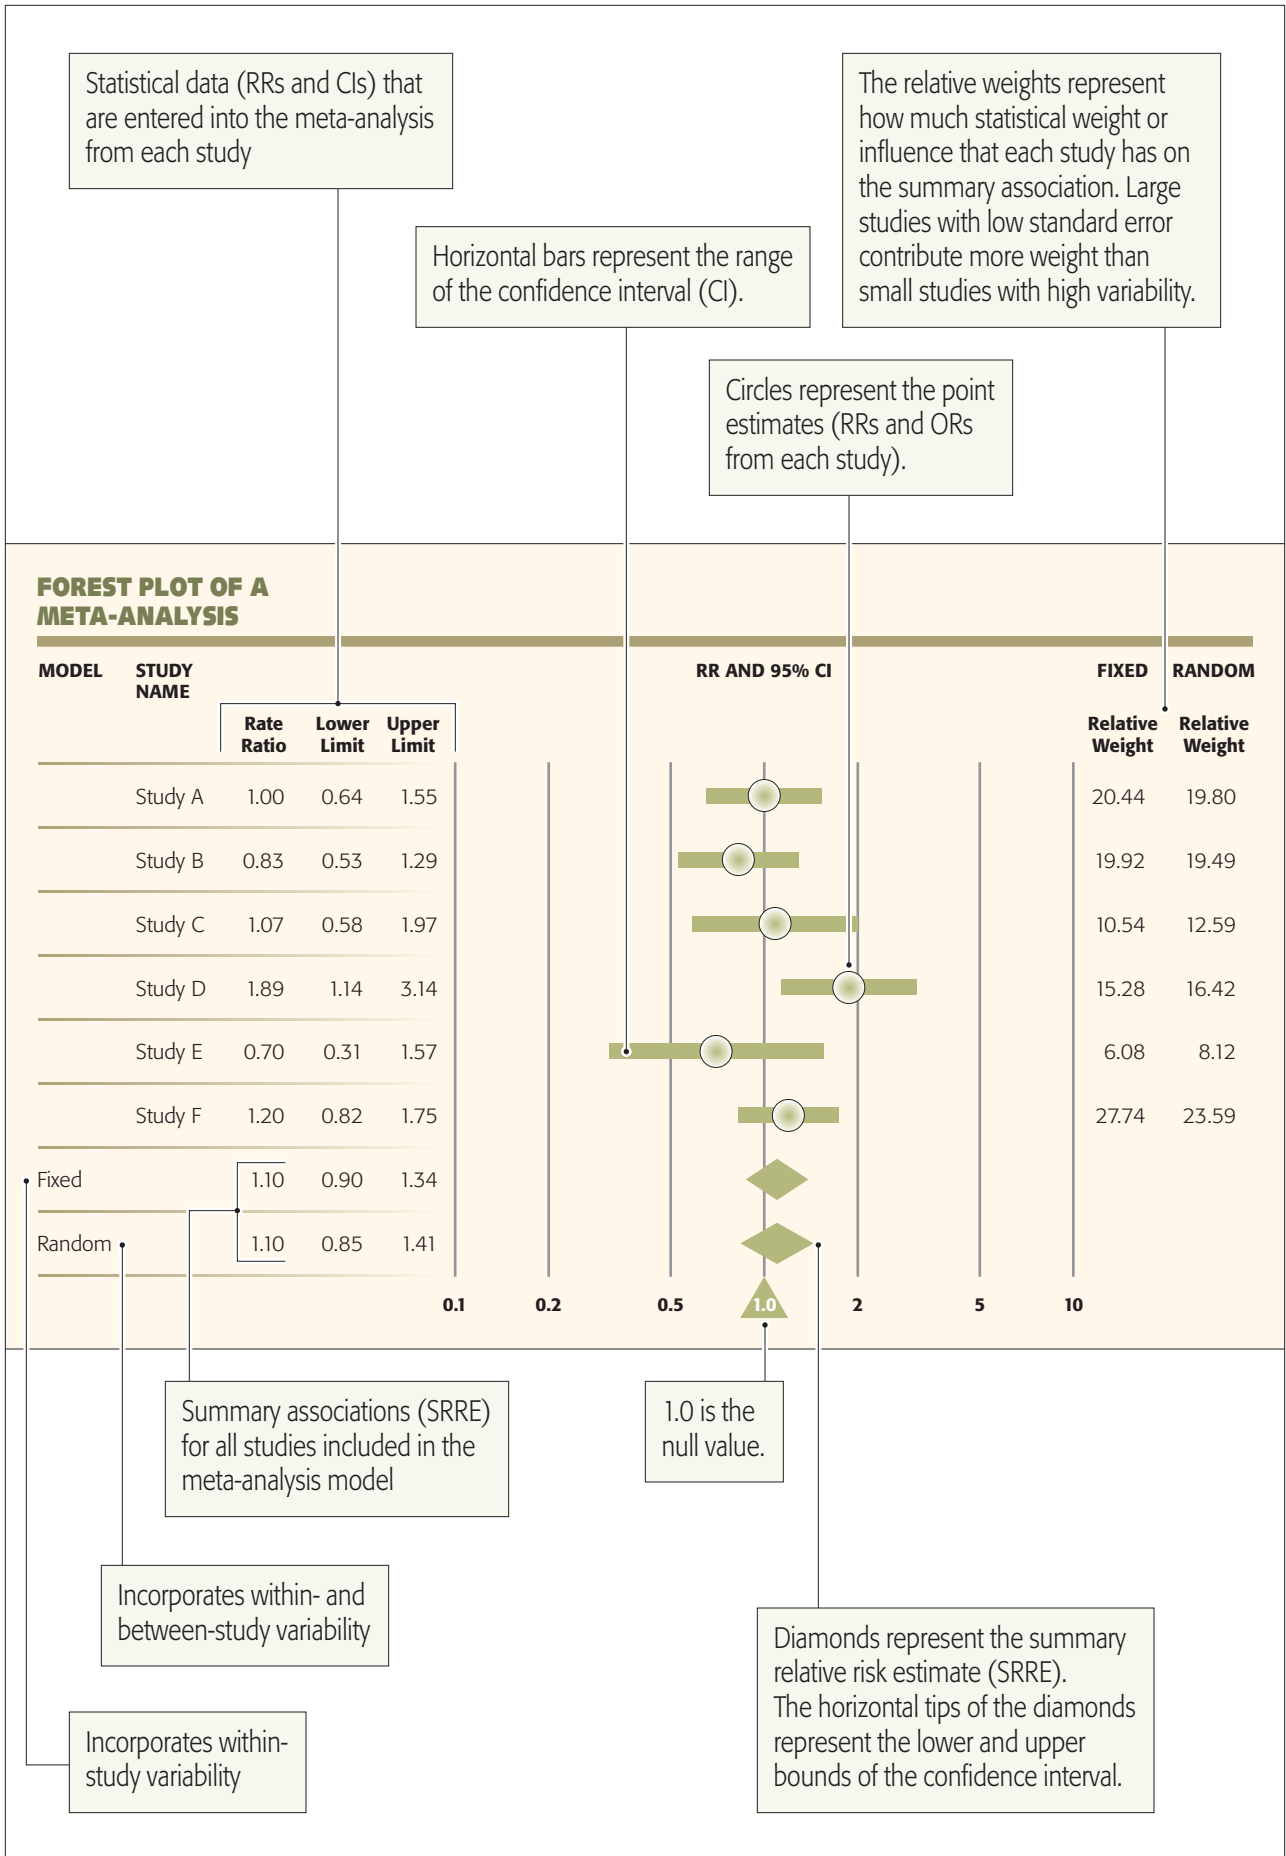 Statistical data (RRs and CIs) that
are entered into the meta-analysis
from each study
The relative weights represent
how much statistical weight or
influence that each study has on
the summary association. Large
studies with low standard error
contribute more weight than
small studies with high variability.
Horizontal bars represent the range
of the confidence interval (CI).
Circles represent the point
estimates (RRs and ORs
from each study).
FOREST PLOT OF A
META-ANALYSIS
MODEL STUDY NAME RR AND 95% CI FIXED RANDOM
Rate Ratio Lower Limit Upper Limit Relative Weight Relative Weight
Study A 1.00 0.64 1.55 20.44 19.80
Study B 0.83 0.53 1.29 19.92 19.49
Study C 1.07 0.58 1.97 10.54 12.59
Study D 1.89 1.14 3.14 15.28 16.42
Study E 0.70 0.31 1.57 6.08 8.12
Study F 1.20 0.82 1.75 27.74 23.59
Fixed 1.10 0.90 1.34
Random 1.10 0.85 1.41
0.1 0.2 0.5 1.0 2 5 10
Summary associations (SRRE)
for all studies included in the
meta-analysis model
1.0 is the
null value.
Incorporates within- and
between-study variability
Diamonds represent the summary
relative risk estimate (SRRE).
The horizontal tips of the diamonds
represent the lower and upper
bounds of the confidence interval.
Incorporates within-
study variability